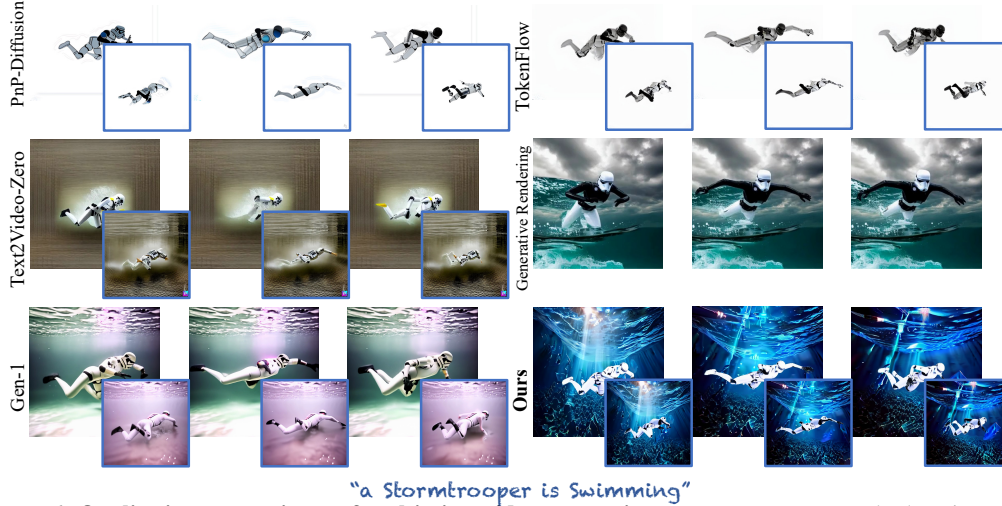 PnP-Diffusion
TokenFlow
Text2Video-Zero
Generative Rendering
Gen-1
Ours
“a Stormtrooper is Swimming”